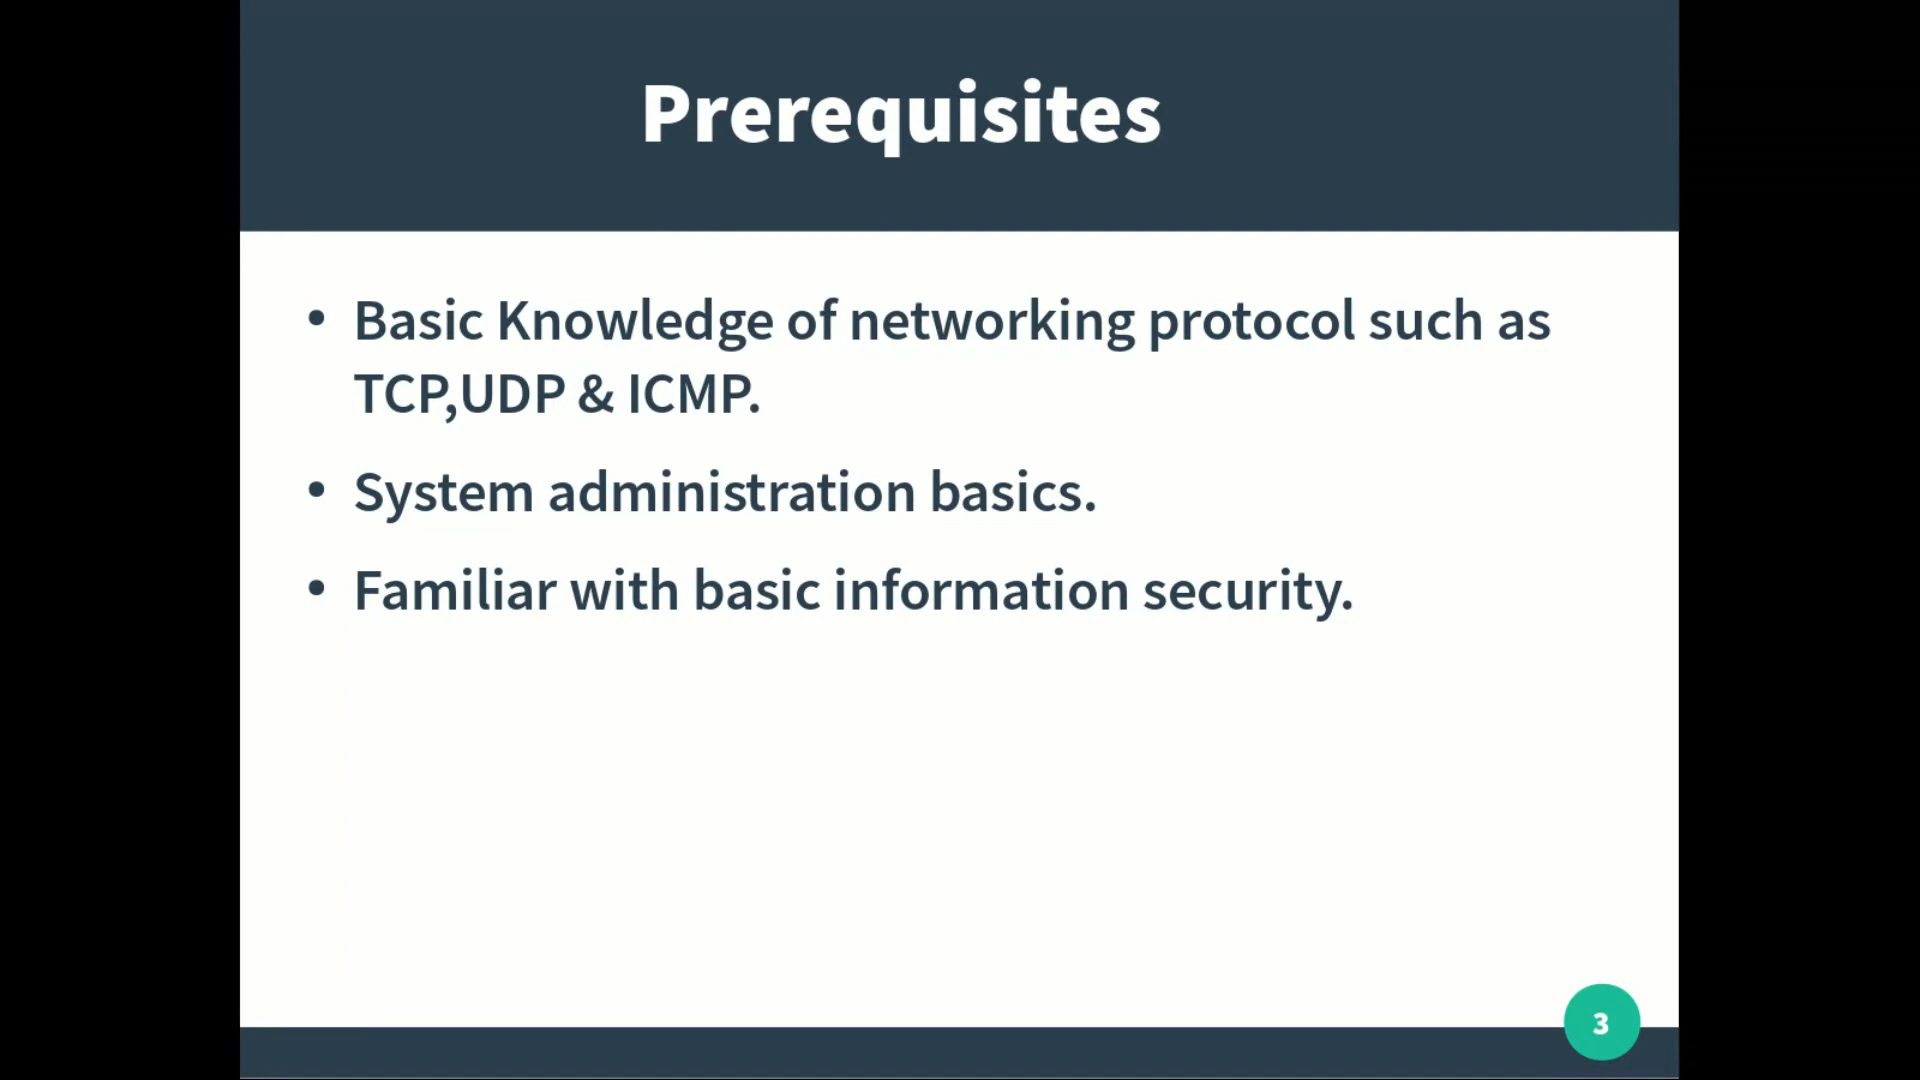 Prerequisites
• Basic Knowledge of networking protocol such as
TCP,UDP & ICMP.
• System administration basics.
• Familiar with basic information security.
3